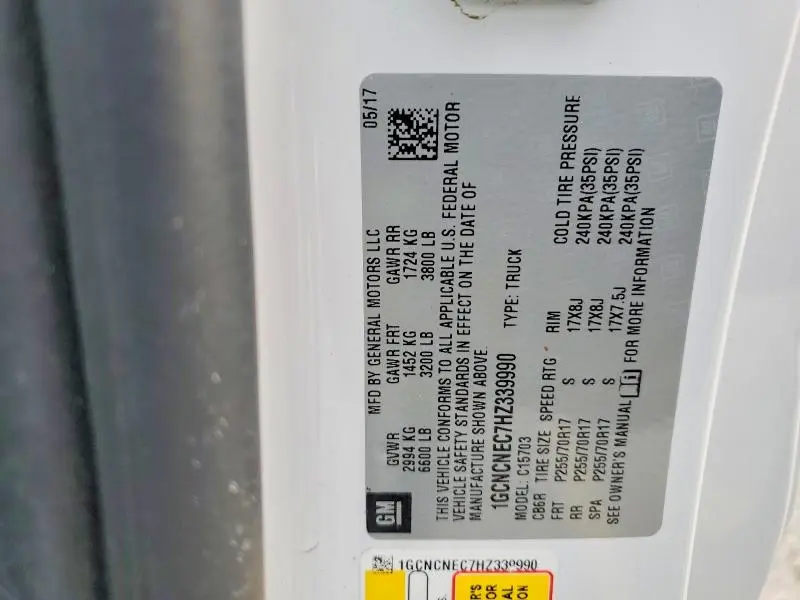 GM
MFD BY GENERAL MOTORS LLC 05/17
GVWR GAWR FRT GAWR RR
2994 KG 1452 KG 1724 KG
6600 LB 3200 LB 3800 LB
THIS VEHICLE CONFORMS TO ALL APPLICABLE U.S. FEDERAL MOTOR
VEHICLE SAFETY STANDARDS IN EFFECT ON THE DATE OF
MANUFACTURE SHOWN ABOVE.
1GCNCNEC7HZ339990 TYPE: TRUCK
MODEL: C15703
CB6R TIRE SIZE SPEED RTG RIM COLD TIRE PRESSURE
FRT P255/70R17 S 17X8J 240KPA(35PSI)
RR P255/70R17 S 17X8J 240KPA(35PSI)
SPA P255/70R17 S 17X7.5J 240KPA(35PSI)
SEE OWNER'S MANUAL i FOR MORE INFORMATION
1GCNCNEC7HZ339990